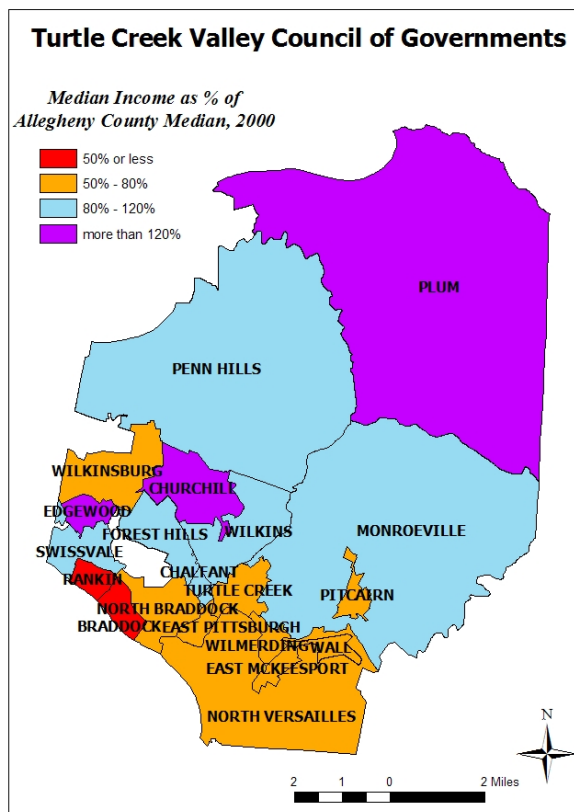 Turtle Creek Valley Council of Governments
Median Income as % of
Allegheny County Median, 2000
50% or less
50% - 80%
80% - 120%
more than 120%
PLUM
PENN HILLS
WILKINSBURG
CHURCHILL
EDGEWOOD
FOREST HILLS
WILKINS
MONROEVILLE
SWISSVALE
CHALFANT
RANKIN
TURTLE CREEK
PITCAIRN
NORTH BRADDOCK
BRADDOCK
EAST PITTSBURGH
WILMERDING
WALL
EAST MCKEESPORT
NORTH VERSAILLES
N
2 1 0 2 Miles